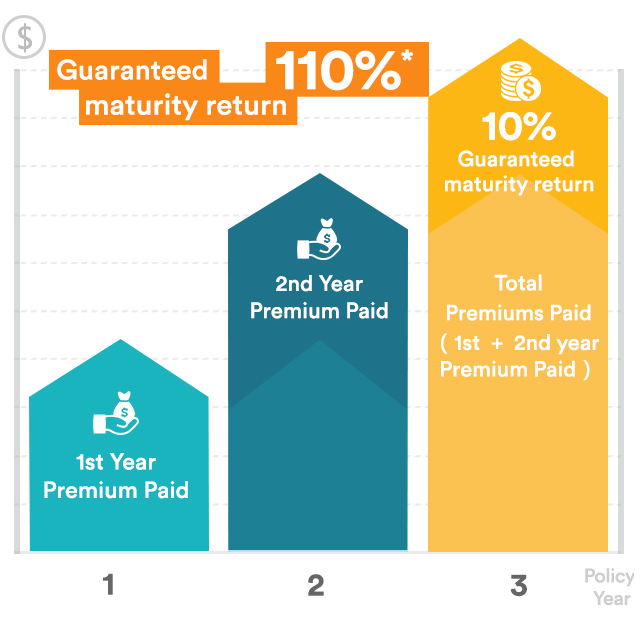 $
Guaranteed
maturity return
110%*
$
10%
Guaranteed
maturity return
$
2nd Year
Premium Paid
Total
Premiums Paid
( 1st + 2nd year
Premium Paid )
$
1st Year
Premium Paid
1
2
3
Policy
Year